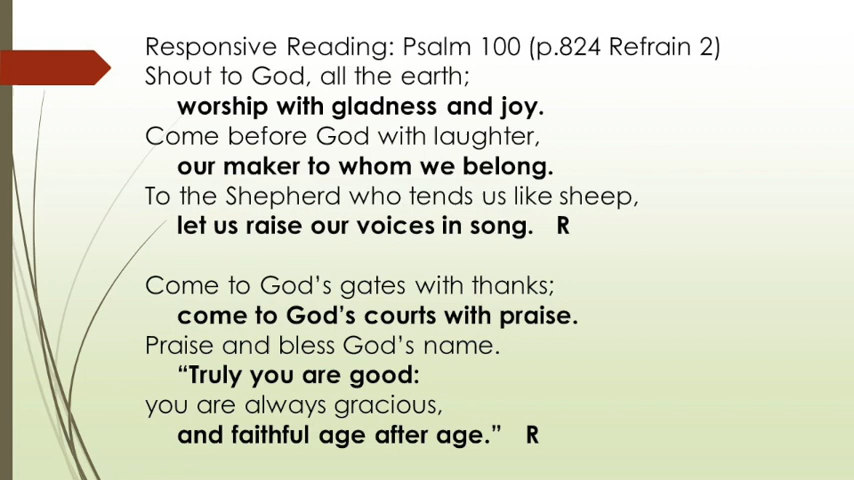 Responsive Reading: Psalm 100 (p.824 Refrain 2)
Shout to God, all the earth;
worship with gladness and joy.
Come before God with laughter,
our maker to whom we belong.
To the Shepherd who tends us like sheep,
let us raise our voices in song.   R
Come to God’s gates with thanks;
come to God’s courts with praise.
Praise and bless God’s name.
“Truly you are good:
you are always gracious,
and faithful age after age.”   R